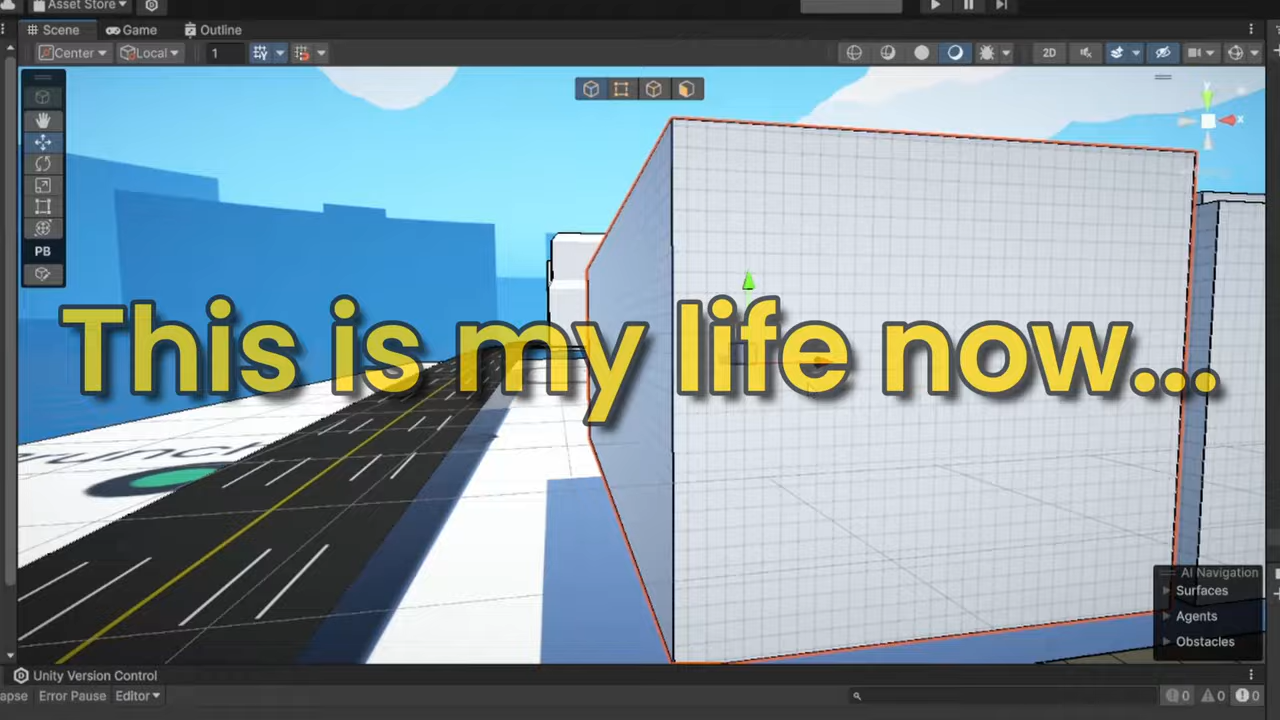 Asset Store
Scene
Game
Outline
Center
Local
1
2D
Y
X
PB
This is my life now...
AI Navigation
Surfaces
Agents
Obstacles
Unity Version Control
apse
Error Pause
Editor
0
0
0